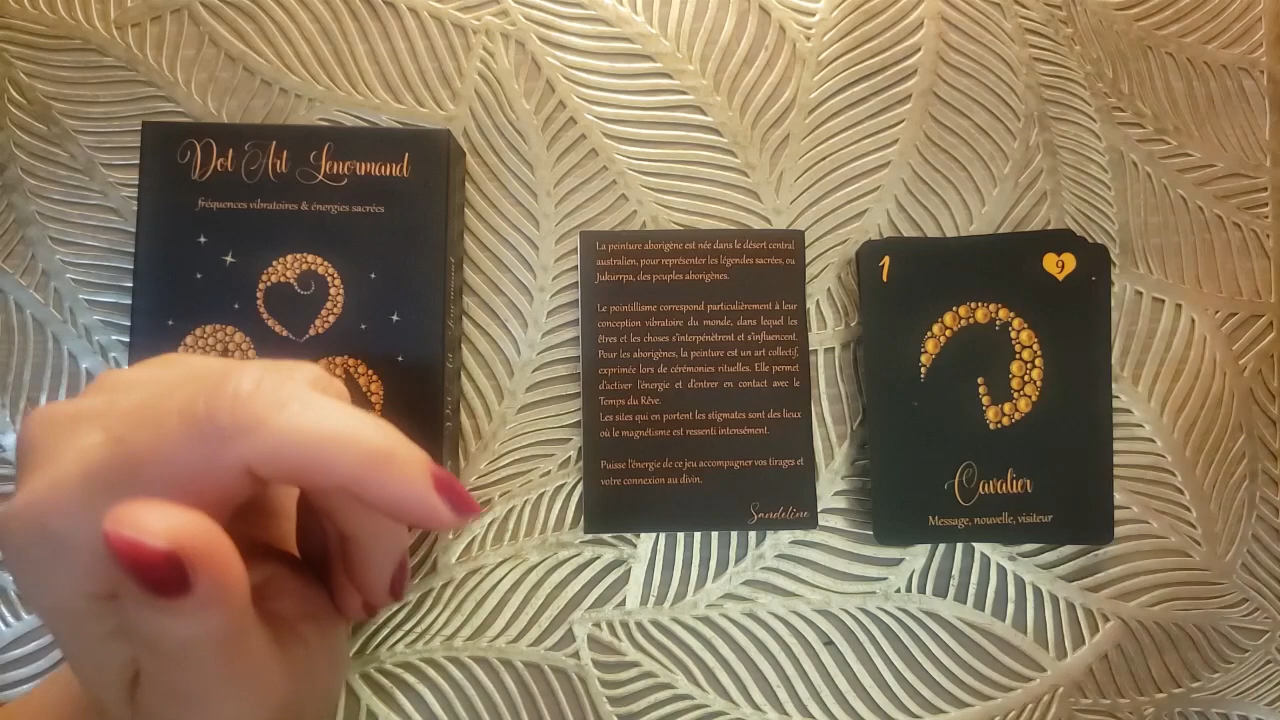 Dot Art Lenormand
fréquences vibratoires & énergies sacrées
La peinture aborigène est née dans le désert central
australien, pour représenter les légendes sacrées, ou
Jukurrpa, des peuples aborigènes.
Le pointillisme correspond particulièrement à leur
conception vibratoire du monde, dans lequel les
êtres et les choses s'interpénètrent et s'influencent.
Pour les aborigènes, la peinture est un art collectif,
exprimée lors de cérémonies rituelles. Elle permet
d'activer l'énergie et d'entrer en contact avec le
Temps du Rêve.
Les sites qui en portent les stigmates sont des lieux
où le magnétisme est ressenti intensément.
Puisse l'énergie de ce jeu accompagner vos tirages et
votre connexion au divin.
Sandeline
1
9
Cavalier
Message, nouvelle, visiteur